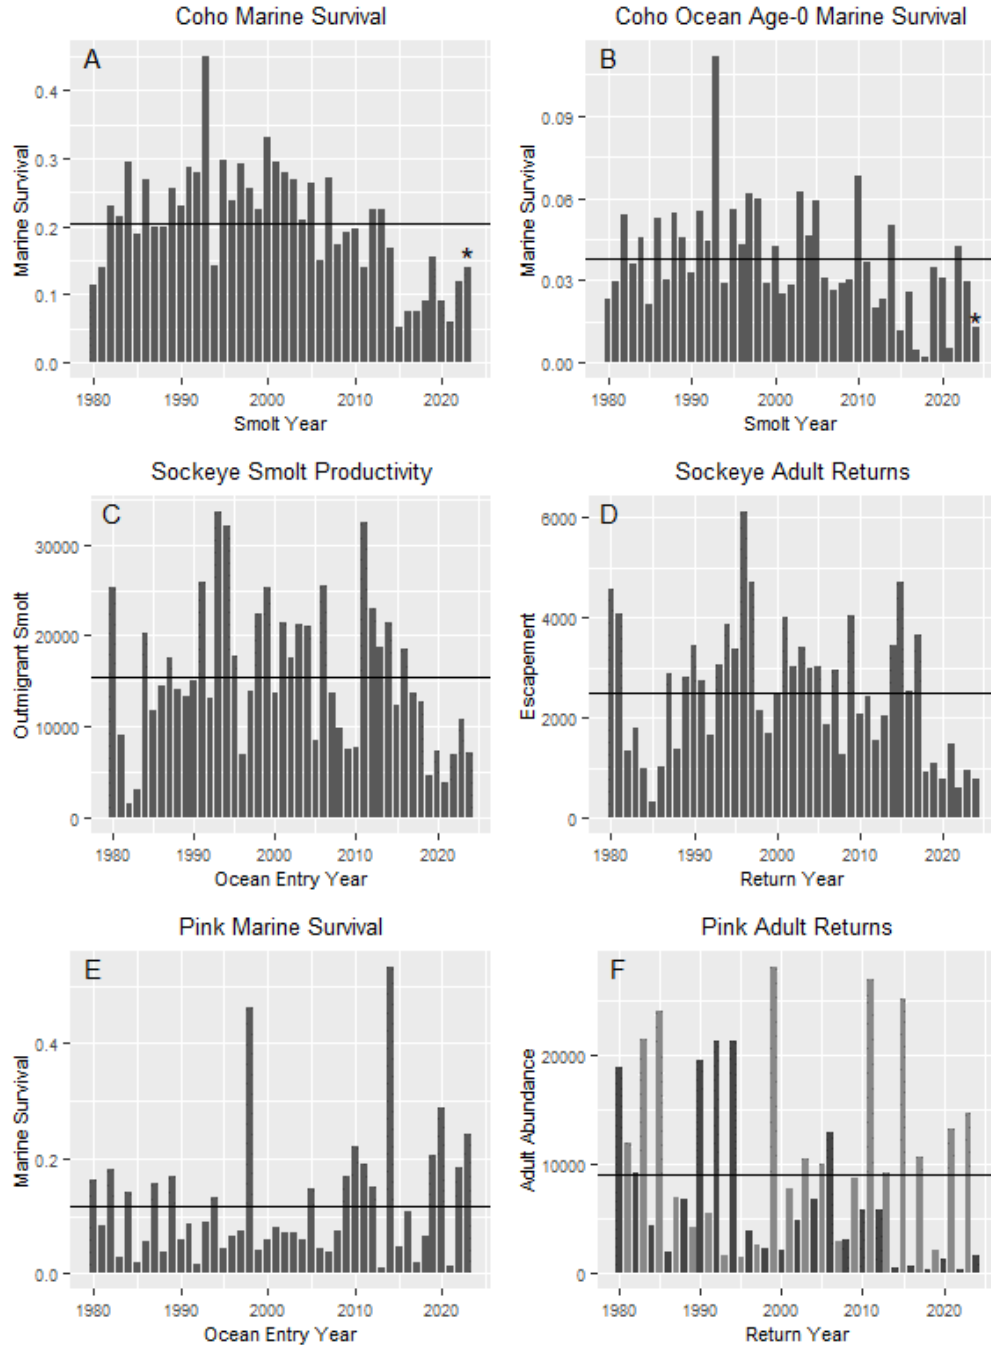 Coho Marine Survival
A
Marine Survival
0.4
0.3
0.2
0.1
0.0
*
1980 1990 2000 2010 2020
Smolt Year
Coho Ocean Age-0 Marine Survival
B
Marine Survival
0.09
0.06
0.03
0.00
*
1980 1990 2000 2010 2020
Smolt Year
Sockeye Smolt Productivity
C
Outmigrant Smolt
30000
20000
10000
0
1980 1990 2000 2010 2020
Ocean Entry Year
Sockeye Adult Returns
D
Escapement
6000
4000
2000
0
1980 1990 2000 2010 2020
Return Year
Pink Marine Survival
E
Marine Survival
0.4
0.2
0.0
1980 1990 2000 2010 2020
Ocean Entry Year
Pink Adult Returns
F
Adult Abundance
20000
10000
0
1980 1990 2000 2010 2020
Return Year